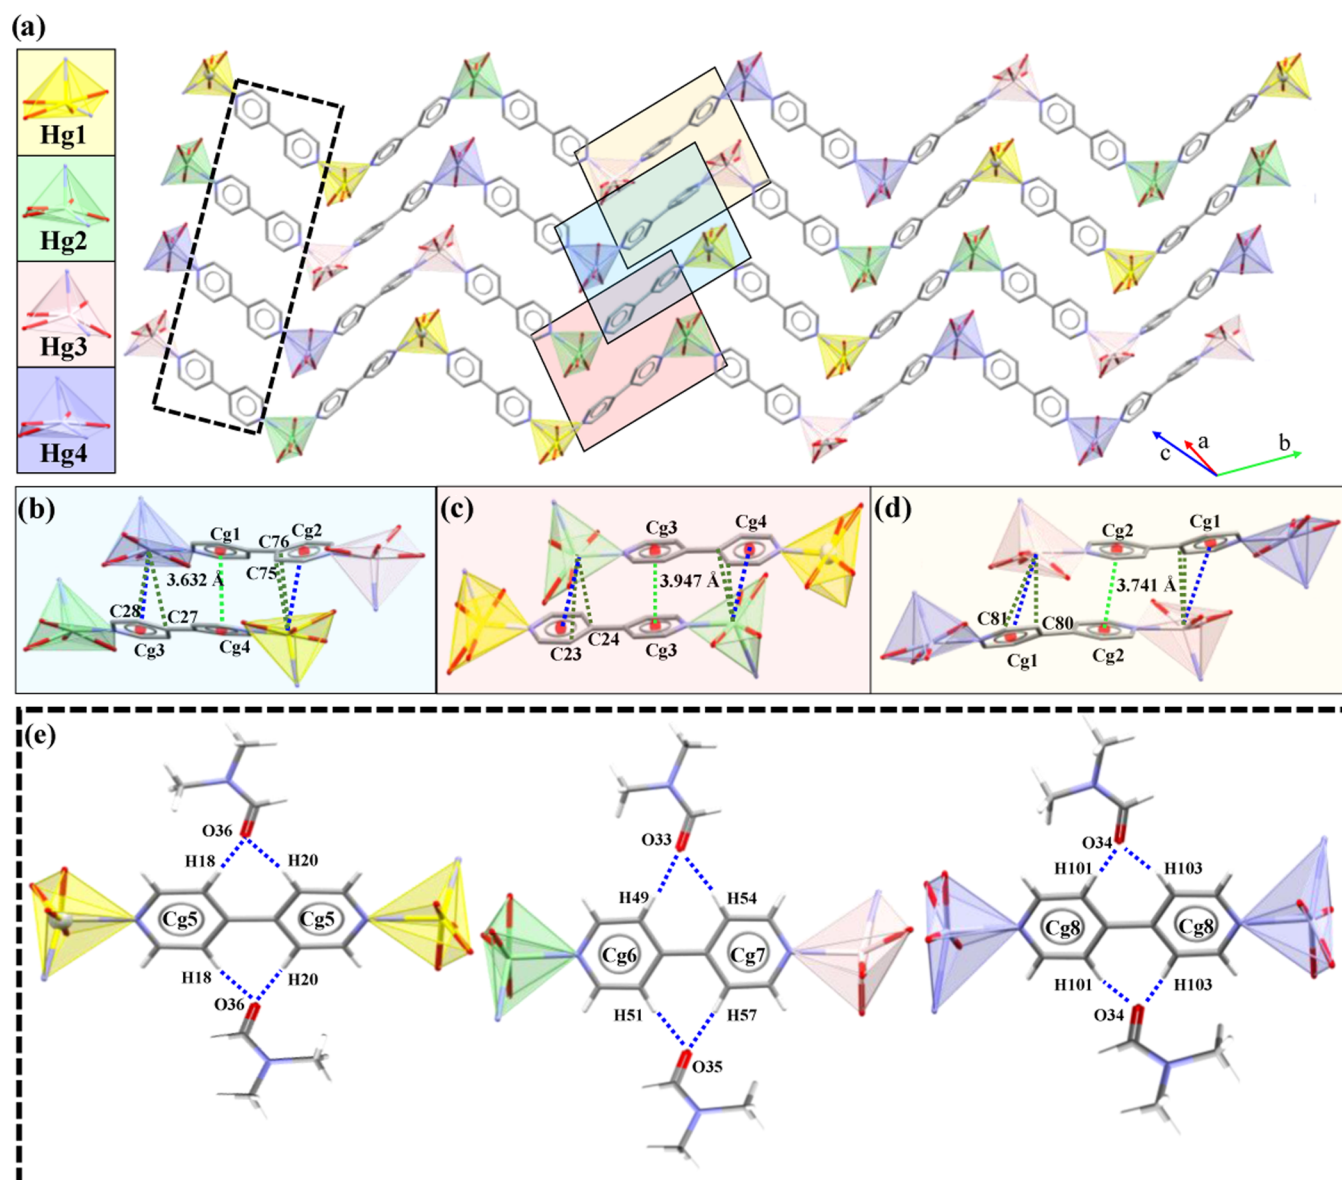 (a)
Hg1
Hg2
Hg3
Hg4
a
b
c
(b)
Cg1
C76
Cg2
C75
3.632 Å
C28
C27
Cg3
Cg4
(c)
Cg3
Cg4
3.947 Å
C23
C24
Cg3
(d)
Cg2
Cg1
3.741 Å
C81
C80
Cg1
Cg2
(e)
O36
H18
H20
Cg5
Cg5
H18
H20
O36
O33
H49
H54
Cg6
Cg7
H51
H57
O35
O34
H101
H103
Cg8
Cg8
H101
H103
O34